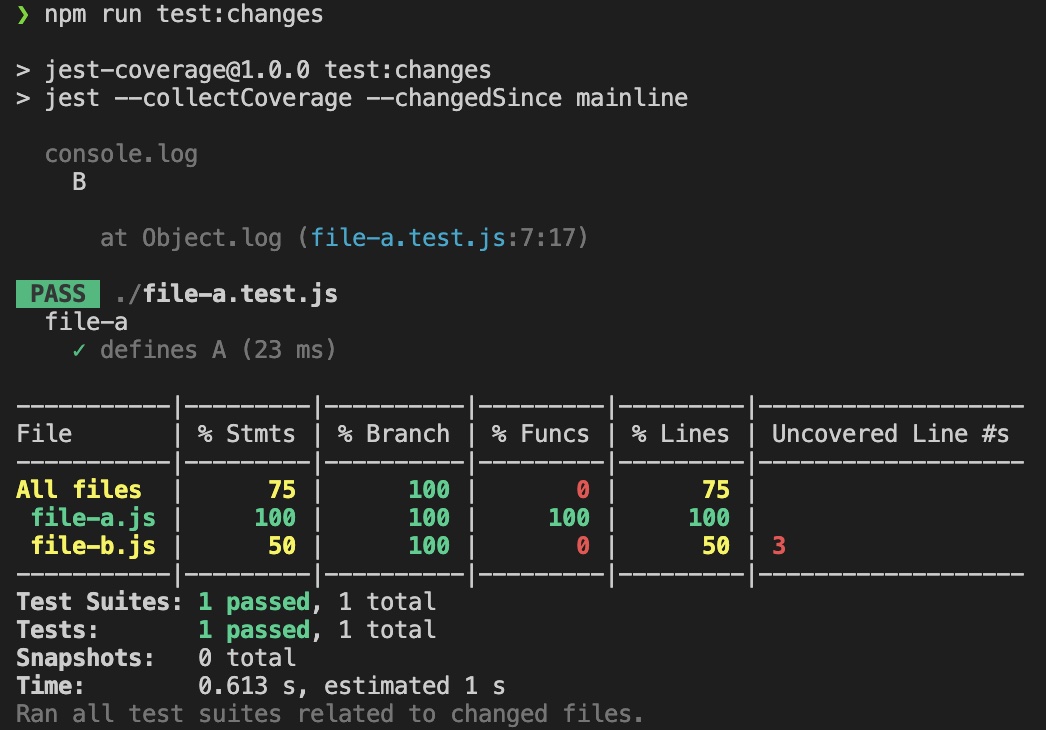 ❯ npm run test:changes
> jest-coverage@1.0.0 test:changes
> jest --collectCoverage --changedSince mainline
console.log
B
at Object.log (file-a.test.js:7:17)
PASS ./file-a.test.js
file-a
✓ defines A (23 ms)
-----------|---------|----------|---------|---------|-------------------
File       | % Stmts | % Branch | % Funcs | % Lines | Uncovered Line #s
-----------|---------|----------|---------|---------|-------------------
All files  |      75 |      100 |       0 |      75 |
 file-a.js |     100 |      100 |     100 |     100 |
 file-b.js |      50 |      100 |       0 |      50 | 3
-----------|---------|----------|---------|---------|-------------------
Test Suites: 1 passed, 1 total
Tests:       1 passed, 1 total
Snapshots:   0 total
Time:        0.613 s, estimated 1 s
Ran all test suites related to changed files.